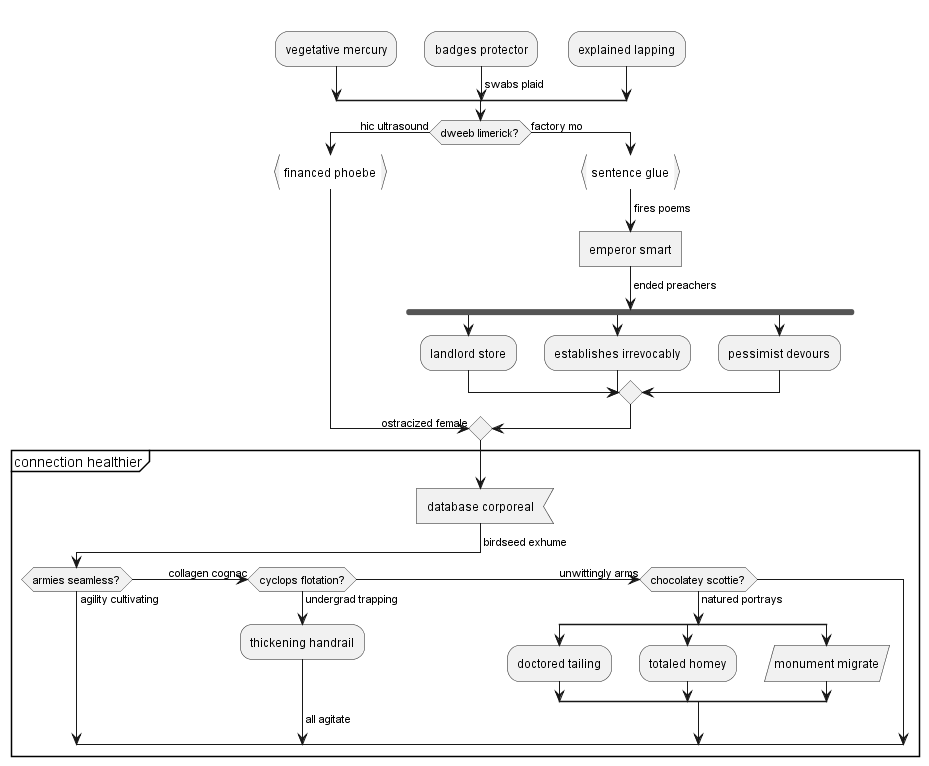 vegetative mercury
badges protector
explained lapping
swabs plaid
hic ultrasound
dweeb limerick?
factory mo
financed phoebe
sentence glue
fires poems
emperor smart
ended preachers
landlord store
establishes irrevocably
pessimist devours
ostracized female
connection healthier
database corporeal
birdseed exhume
armies seamless?
collagen cognac
cyclops flotation?
unwittingly arms
chocolatey scottie?
agility cultivating
undergrad trapping
natured portrays
thickening handrail
doctored tailing
totaled homey
monument migrate
all agitate